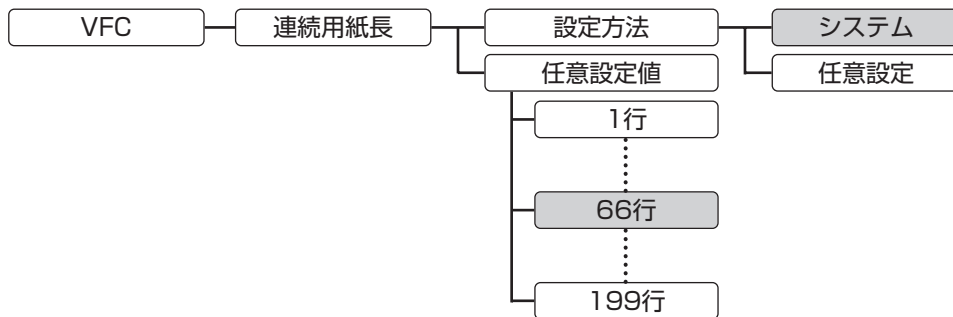 VFC
連続用紙長
設定方法
システム
任意設定値
任意設定
1行
66行
199行